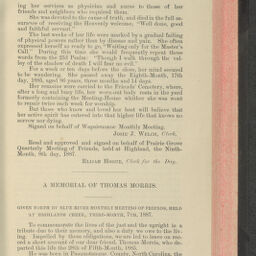 ing her services as physician and nurse to those of her
friends and neighbors who required them.
She was devoted to the cause of truth, and died in the full as-
surance of receiving the Heavenly welcome, "Well done, good
and faithful servant."
The last months of her life were marked by a gradual failing
of physical powers rather than by disease and pain. She often
expressed herself as ready to go, "Waiting only for the Master's
Call." During this time she would frequently repeat these
words from the 23d Psalm: "Though I walk through the val-
ley of the shadow of death I will fear no evil."
For a week or ten days before the close, her mind seemed
to be wandering. She passed away the Eighth-Month, 17th
day, 1886, aged 86 years, three months and 14 days.
Her remains were carried to the Friends' Cemetery, where,
after a long and busy life, her worn-out body rests in the yard
formerly containing the Meeting-House whither she was wont
to repair twice each week for worship.
But those who knew and loved her best will believe that
her active spirit has entered into that higher life that knows no
sorrow nor dying.
Signed on behalf of Wapsinonoc Monthly Meeting.
JOHN J. WELSH, Clerk.
Read and approved and signed on behalf of Prairie Grove
Quarterly Meeting of Friends, held at Highland, the Ninth-
Month, 9th day, 1887.
ELIJAH HOGUE, Clerk for the Day.
A MEMORIAL OF THOMAS MORRIS.
GIVEN FORTH BY BLUE RIVER MONTHLY MEETING OF FRIENDS, HELD
AT HIGHLANDS CREEK, THIRD-MONTH, 7TH, 1887.
To commemorate the lives of the just and the upright is a
tribute due to their memory, and also a duty we owe to the liv-
ing. Impelled by these obligations, we are led to leave on rec-
ord a short account of our dear friend, Thomas Morris, who de-
parted this life the 28th of Fifth-Month, 1885.
He was born in Pasquotank County, North Carolina, the